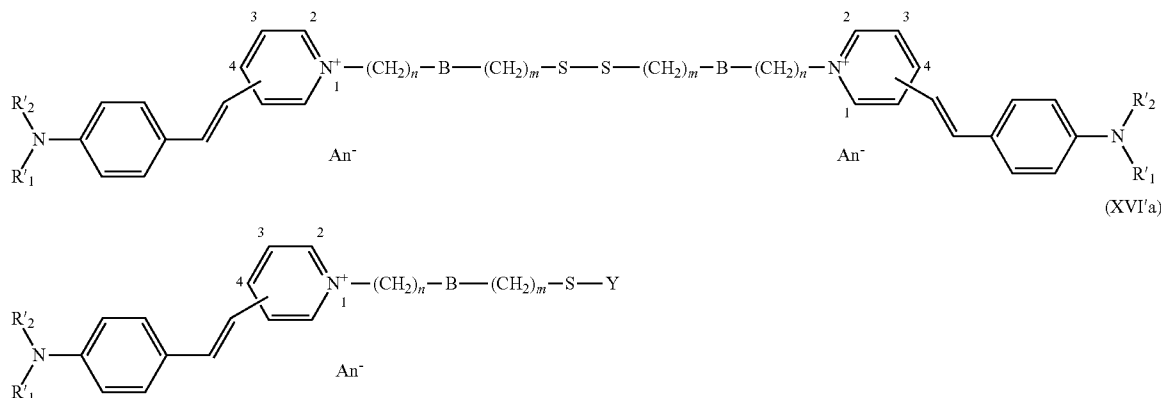 3 2 2 3
4 N⁺ 1 (CH₂)ₙ B (CH₂)ₘ S S (CH₂)ₘ B (CH₂)ₙ N⁺ 4
1
R'₂ R'₂
N N
R'₁ R'₁
An⁻ An⁻
(XVI'a)
3 2
4 N⁺ 1 (CH₂)ₙ B (CH₂)ₘ S Y
R'₂
N
R'₁
An⁻